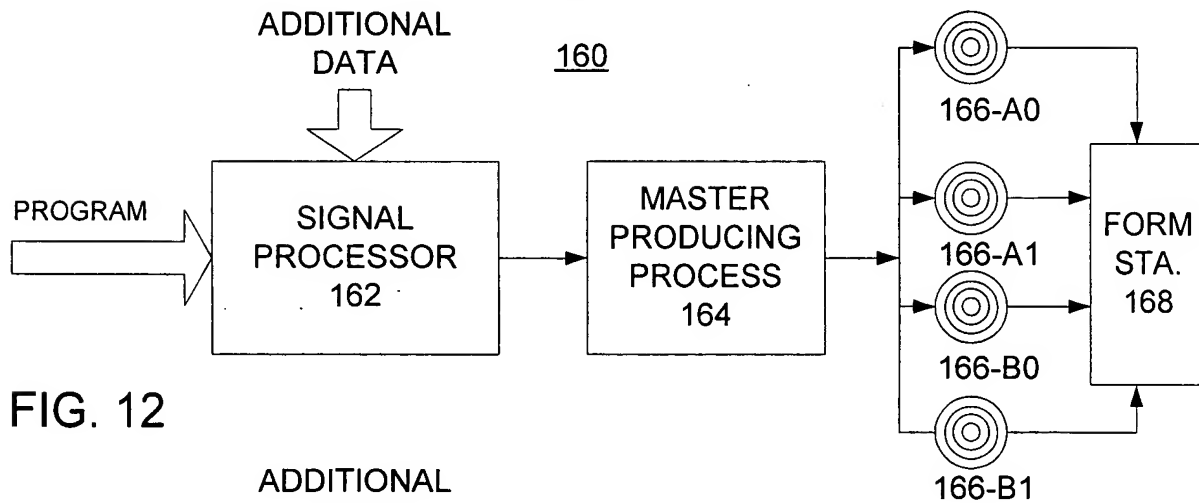 ADDITIONAL
DATA
160
PROGRAM
SIGNAL
PROCESSOR
162
MASTER
PRODUCING
PROCESS
164
166-A0
166-A1
166-B0
166-B1
FORM
STA.
168
FIG. 12
ADDITIONAL